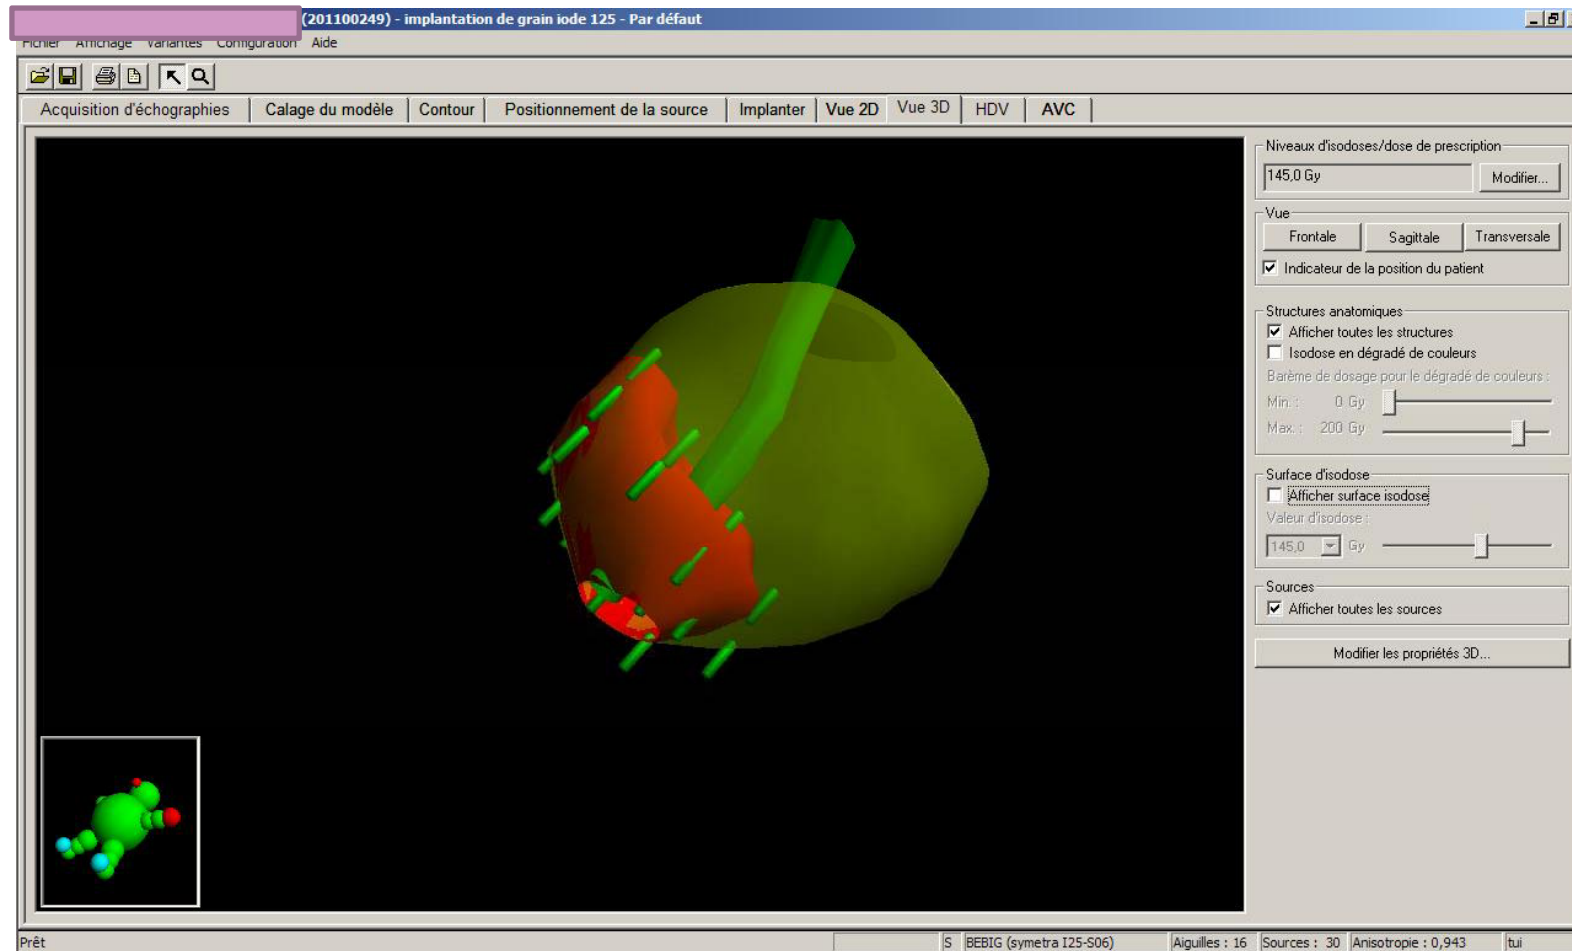 (201100249) - implantation de grain iode 125 - Par défaut
Fichier Affichage Variantes Configuration Aide
Acquisition d'échographies Calage du modèle Contour Positionnement de la source Implanter Vue 2D Vue 3D HDV AVC
Niveaux d'isodoses/dose de prescription
145,0 Gy Modifier...
Vue
Frontale Sagittale Transversale
Indicateur de la position du patient
Structures anatomiques
Afficher toutes les structures
Isodose en dégradé de couleurs
Barème de dosage pour le dégradé de couleurs :
Min. : 0 Gy
Max. : 200 Gy
Surface d'isodose
Afficher surface isodose
Valeur d'isodose :
145,0 Gy
Sources
Afficher toutes les sources
Modifier les propriétés 3D...
Prêt S BEBIG (symetra I25-S06) Aiguilles : 16 Sources : 30 Anisotropie : 0,943 tui